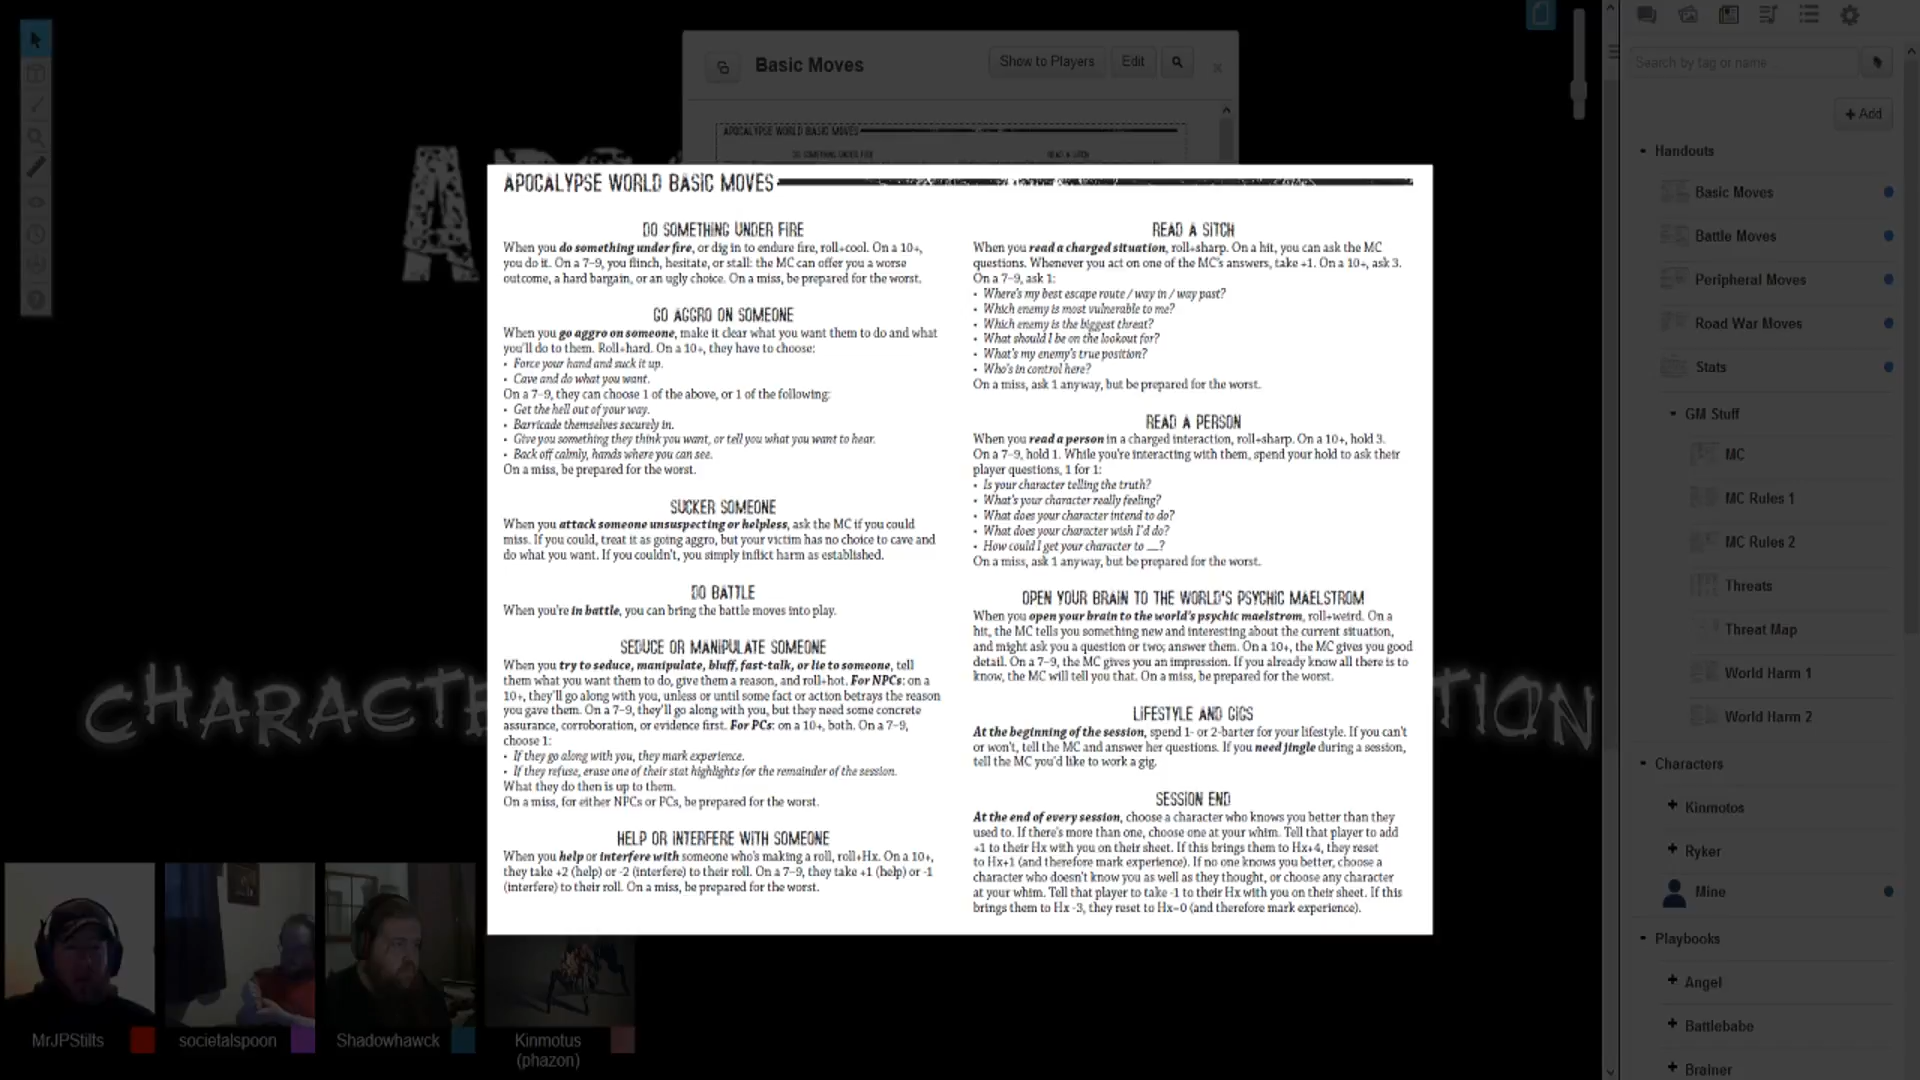 Basic Moves
Show to Players
Edit
APOCALYPSE WORLD BASIC MOVES
DO SOMETHING UNDER FIRE
READ A SITCH
APOCALYPSE WORLD BASIC MOVES
DO SOMETHING UNDER FIRE
When you do something under fire, or dig in to endure fire, roll+cool. On a 10+,
you do it. On a 7–9, you flinch, hesitate, or stall: the MC can offer you a worse
outcome, a hard bargain, or an ugly choice. On a miss, be prepared for the worst.
GO AGGRO ON SOMEONE
When you go aggro on someone, make it clear what you want them to do and what
you'll do to them. Roll+hard. On a 10+, they have to choose:
• Force your hand and suck it up.
• Cave and do what you want.
On a 7–9, they can choose 1 of the above, or 1 of the following:
• Get the hell out of your way.
• Barricade themselves securely in.
• Give you something they think you want, or tell you what you want to hear.
• Back off calmly, hands where you can see.
On a miss, be prepared for the worst.
SUCKER SOMEONE
When you attack someone unsuspecting or helpless, ask the MC if you could
miss. If you could, treat it as going aggro, but your victim has no choice to cave and
do what you want. If you couldn't, you simply inflict harm as established.
DO BATTLE
When you're in battle, you can bring the battle moves into play.
SEDUCE OR MANIPULATE SOMEONE
When you try to seduce, manipulate, bluff, fast-talk, or lie to someone, tell
them what you want them to do, give them a reason, and roll+hot. For NPCs: on a
10+, they'll go along with you, unless or until some fact or action betrays the reason
you gave them. On a 7–9, they'll go along with you, but they need some concrete
assurance, corroboration, or evidence first. For PCs: on a 10+, both. On a 7–9,
choose 1:
• If they go along with you, they mark experience.
• If they refuse, erase one of their stat highlights for the remainder of the session.
What they do then is up to them.
On a miss, for either NPCs or PCs, be prepared for the worst.
HELP OR INTERFERE WITH SOMEONE
When you help or interfere with someone who's making a roll, roll+Hx. On a 10+,
they take +2 (help) or -2 (interfere) to their roll. On a 7–9, they take +1 (help) or -1
(interfere) to their roll. On a miss, be prepared for the worst.
READ A SITCH
When you read a charged situation, roll+sharp. On a hit, you can ask the MC
questions. Whenever you act on one of the MC's answers, take +1. On a 10+, ask 3.
On a 7–9, ask 1:
• Where's my best escape route / way in / way past?
• Which enemy is most vulnerable to me?
• Which enemy is the biggest threat?
• What should I be on the lookout for?
• What's my enemy's true position?
• Who's in control here?
On a miss, ask 1 anyway, but be prepared for the worst.
READ A PERSON
When you read a person in a charged interaction, roll+sharp. On a 10+, hold 3.
On a 7–9, hold 1. While you're interacting with them, spend your hold to ask their
player questions, 1 for 1:
• Is your character telling the truth?
• What's your character really feeling?
• What does your character intend to do?
• What does your character wish I'd do?
• How could I get your character to __?
On a miss, ask 1 anyway, but be prepared for the worst.
OPEN YOUR BRAIN TO THE WORLD'S PSYCHIC MAELSTROM
When you open your brain to the world's psychic maelstrom, roll+weird. On a
hit, the MC tells you something new and interesting about the current situation,
and might ask you a question or two; answer them. On a 10+, the MC gives you good
detail. On a 7–9, the MC gives you an impression. If you already know all there is to
know, the MC will tell you that. On a miss, be prepared for the worst.
LIFESTYLE AND GIGS
At the beginning of the session, spend 1- or 2-barter for your lifestyle. If you can't
or won't, tell the MC and answer her questions. If you need jingle during a session,
tell the MC you'd like to work a gig.
SESSION END
At the end of every session, choose a character who knows you better than they
used to. If there's more than one, choose one at your whim. Tell that player to add
+1 to their Hx with you on their sheet. If this brings them to Hx+4, they reset
to Hx+1 (and therefore mark experience). If no one knows you better, choose a
character who doesn't know you as well as they thought, or choose any character
at your whim. Tell that player to take -1 to their Hx with you on their sheet. If this
brings them to Hx -3, they reset to Hx=0 (and therefore mark experience).
CHARACTE
TION
MrJPStilts
societalspoon
Shadowhawck
Kinmotus
(phazon)
Search by tag or name ...
+ Add
Handouts
Basic Moves
Battle Moves
Peripheral Moves
Road War Moves
Stats
GM Stuff
MC
MC Rules 1
MC Rules 2
Threats
Threat Map
World Harm 1
World Harm 2
Characters
Kinmotos
Ryker
Mine
Playbooks
Angel
Battlebabe
Brainer